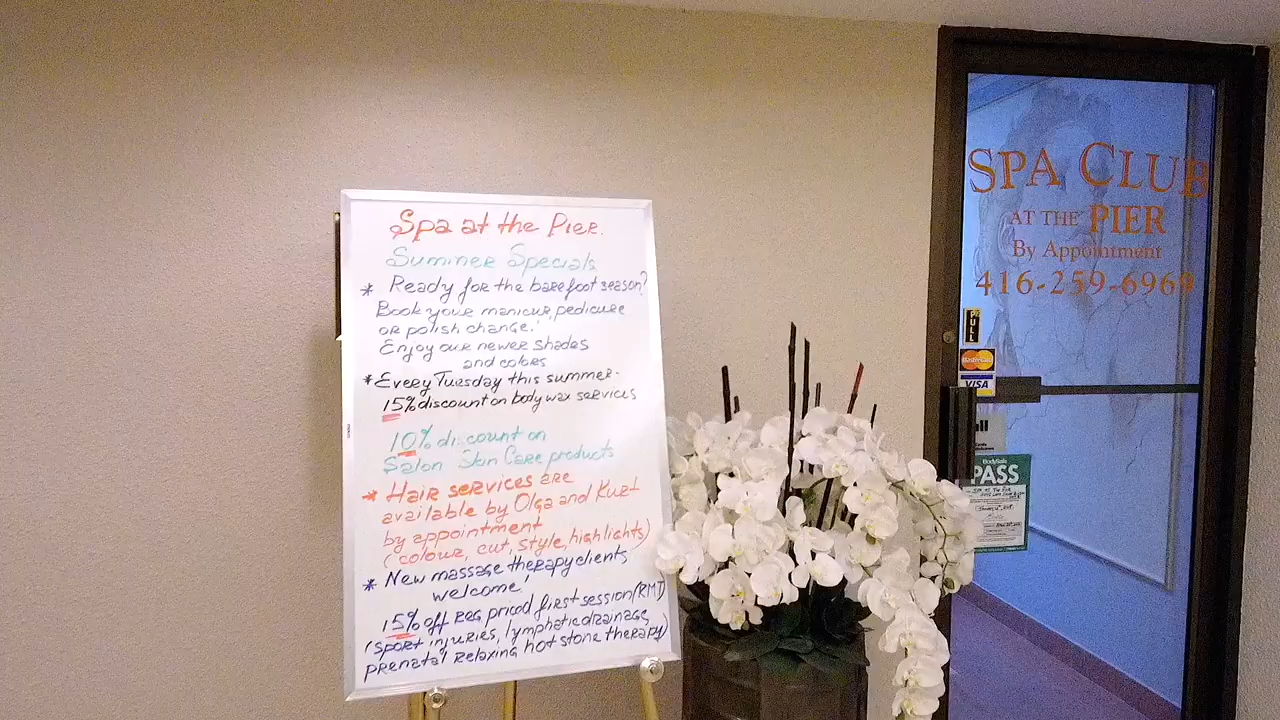 Spa at the Pier.
Summer Specials
* Ready for the barefoot season?
Book your manicur, pedicure
or polish change.
Enjoy our newer shades
and colors
* Every Tuesday this summer-
15% discount on body wax services
10% discount on
Salon Skin Care products
* Hair services are
available by Olga and Kurt
by appointment
(colour, cut, style, highlights)
* New massage therapy clients
welcome!
15% off reg priced first session (RMT)
(sport injuries, lymphatic drainage,
prenatal relaxing hot stone therapy)
SPA CLUB
AT THE PIER
By Appointment
416-259-6969
PULL
MasterCard
VISA
BodySafe
PASS